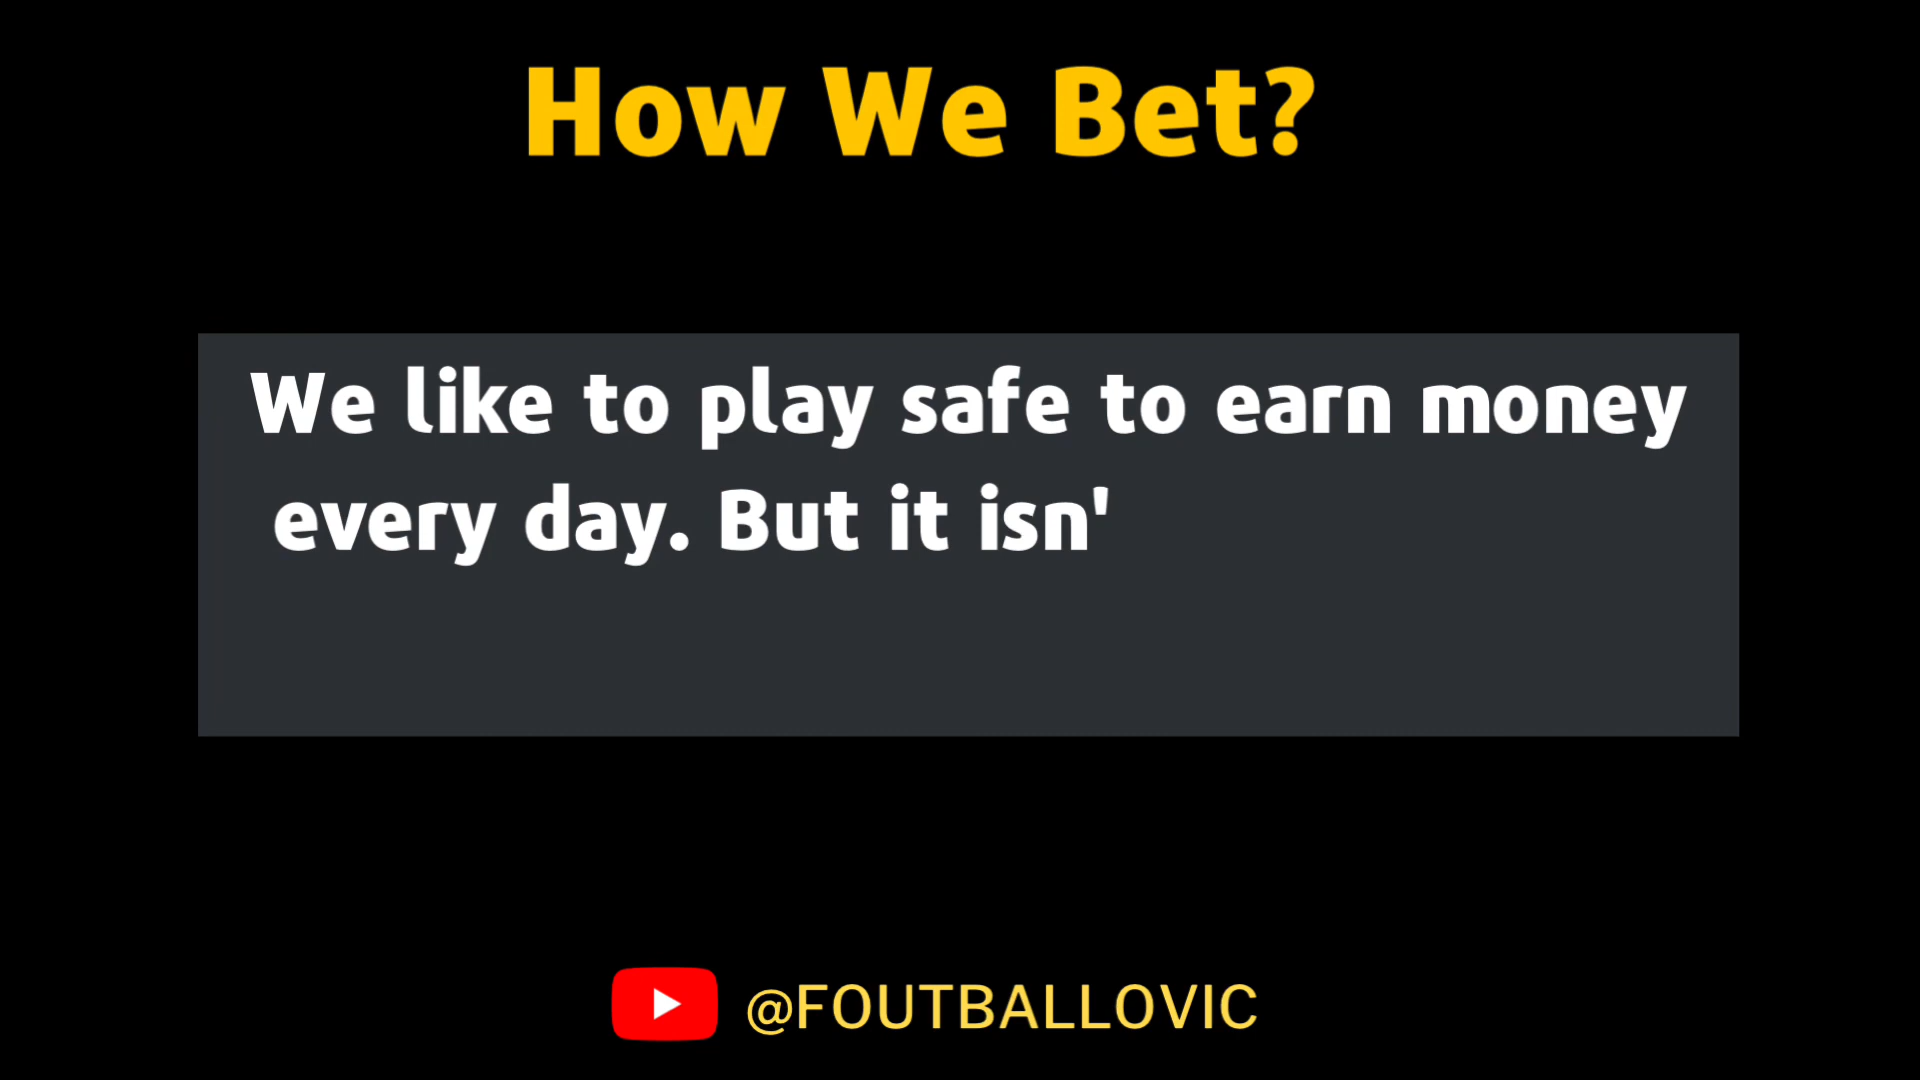 How We Bet?
We like to play safe to earn money
every day. But it isn'
@FOUTBALLOVIC